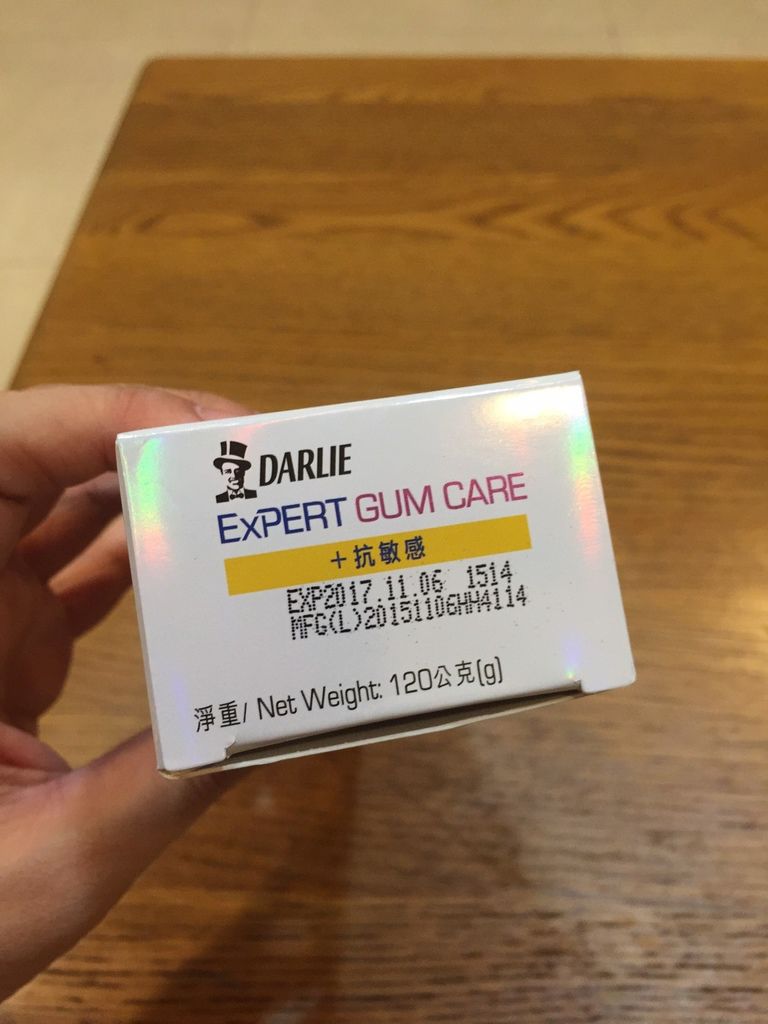 DARLIE
EXPERT GUM CARE
+抗敏感
EXP2017.11.06 1514
MFG(L)20151106HH4114
淨重/ Net Weight: 120公克(g)